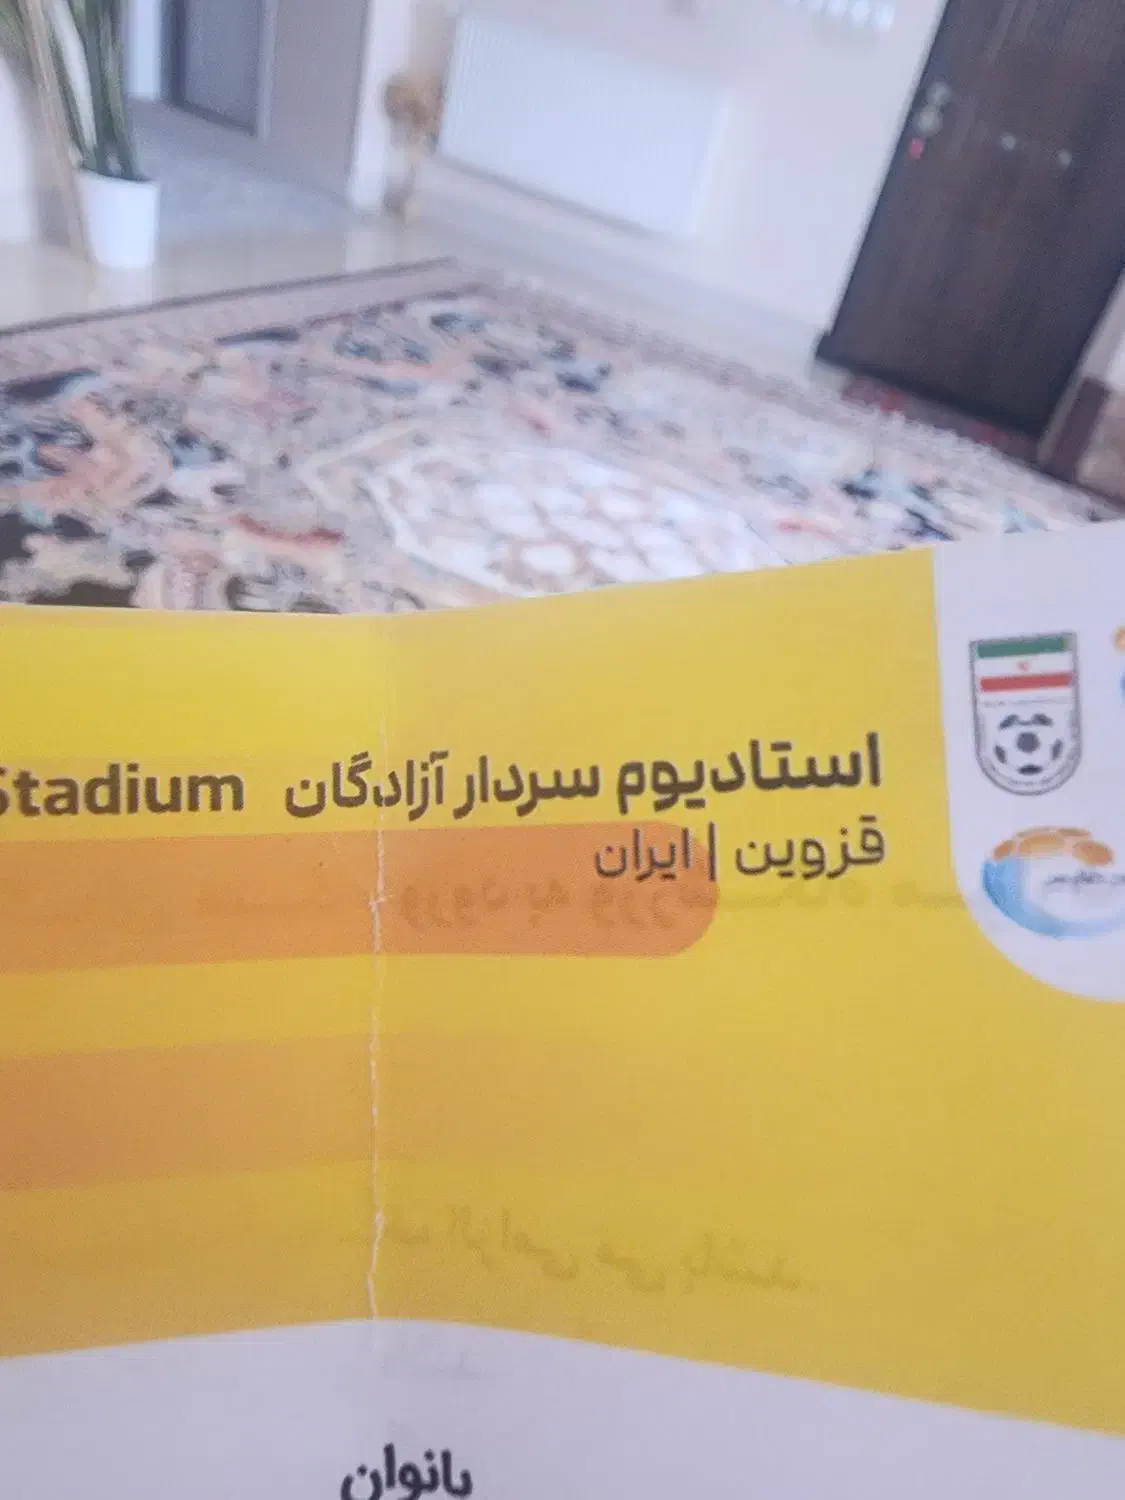 استادیوم سردار آزادگان Stadium
قزوین | ایران
بانوان